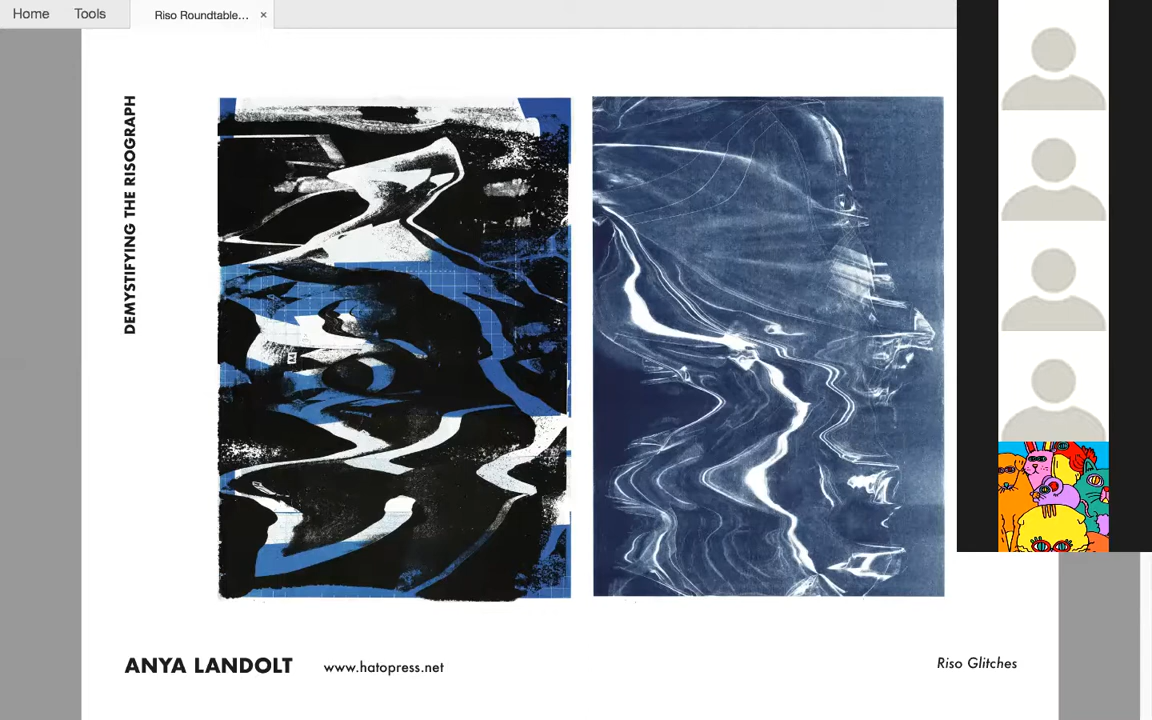 Home
Tools
Riso Roundtable...
×
DEMYSTIFYING THE RISOGRAPH
ANYA LANDOLT
www.hatopress.net
Riso Glitches